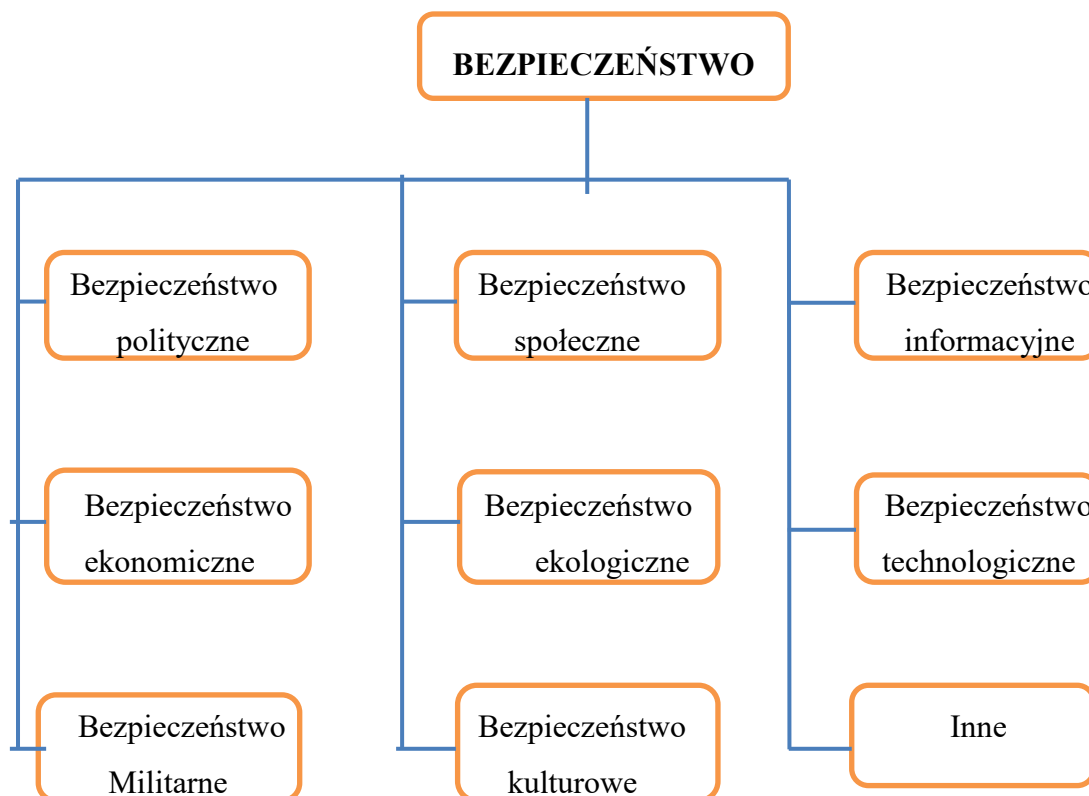 BEZPIECZEŃSTWO
Bezpieczeństwo
polityczne
Bezpieczeństwo
społeczne
Bezpieczeństwo
informacyjne
Bezpieczeństwo
ekonomiczne
Bezpieczeństwo
ekologiczne
Bezpieczeństwo
technologiczne
Bezpieczeństwo
Militarne
Bezpieczeństwo
kulturowe
Inne